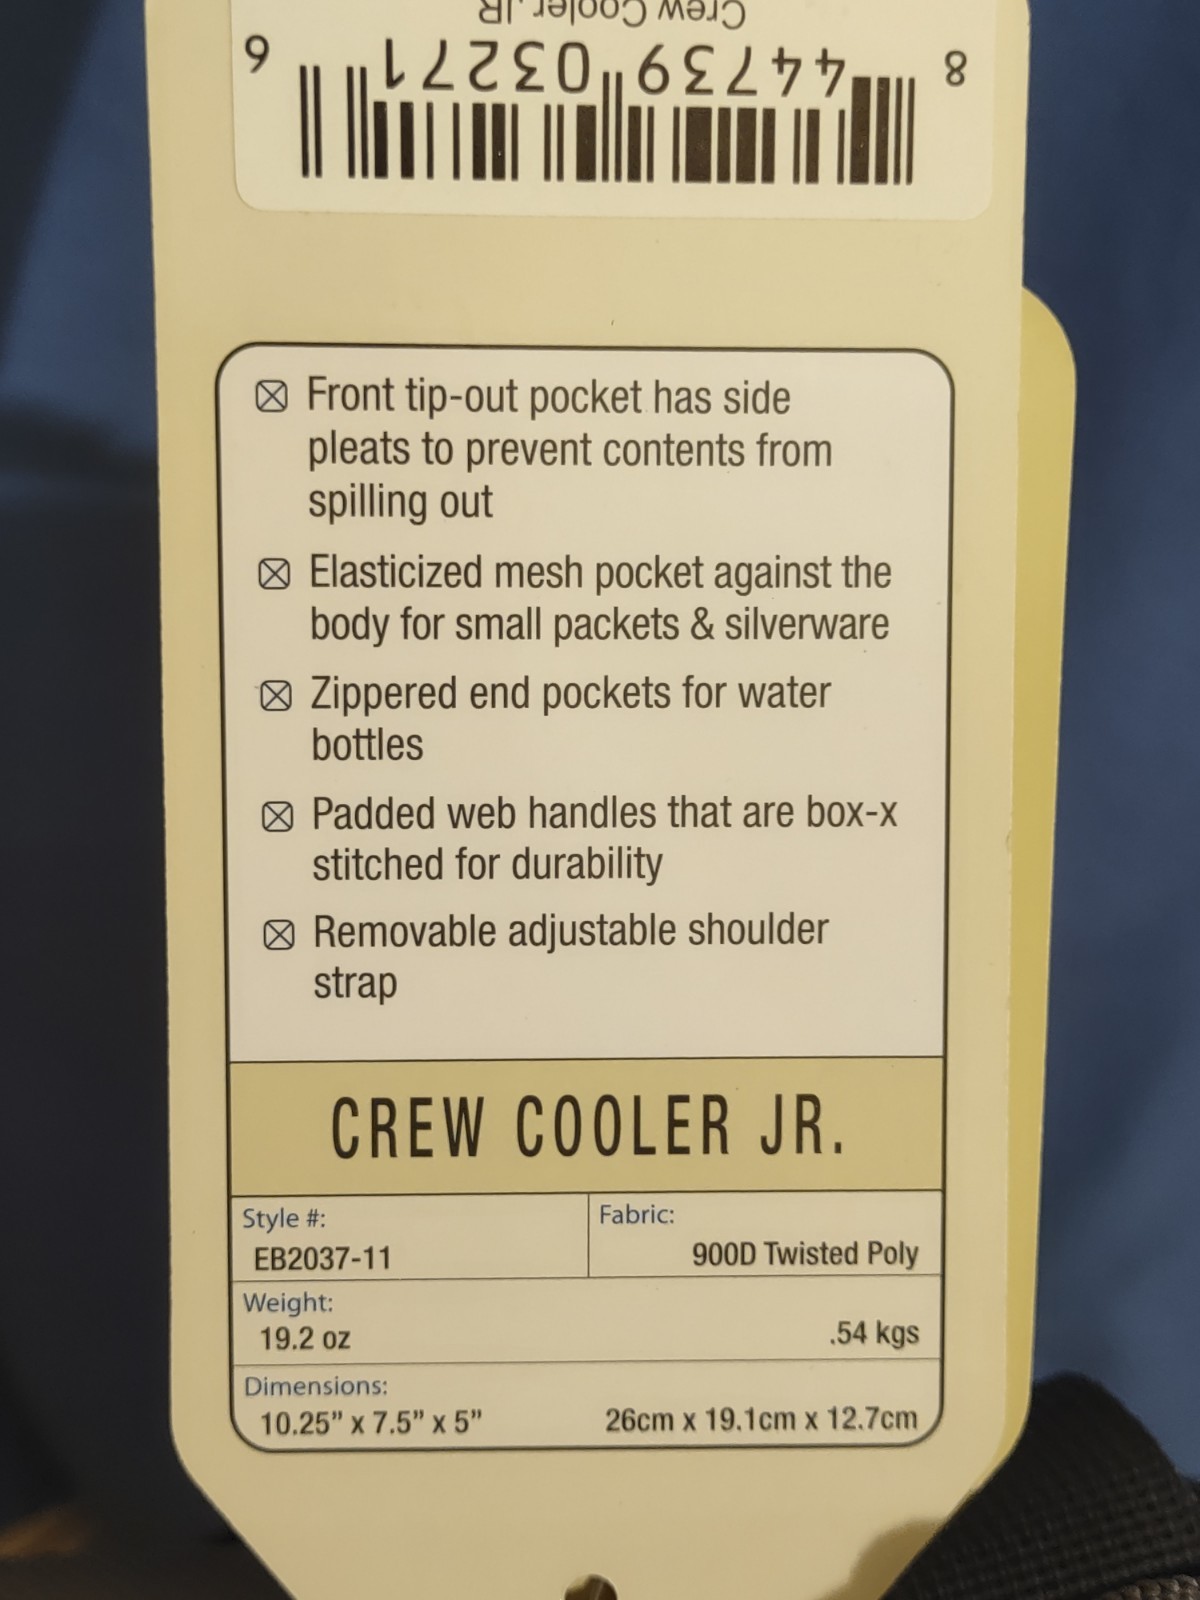 Crew Cooler JR
8 44739 03271 6
Front tip-out pocket has side
pleats to prevent contents from
spilling out
Elasticized mesh pocket against the
body for small packets & silverware
Zippered end pockets for water
bottles
Padded web handles that are box-x
stitched for durability
Removable adjustable shoulder
strap
CREW COOLER JR.
Style #: Fabric:
EB2037-11 900D Twisted Poly
Weight:
19.2 oz .54 kgs
Dimensions:
10.25” x 7.5” x 5” 26cm x 19.1cm x 12.7cm